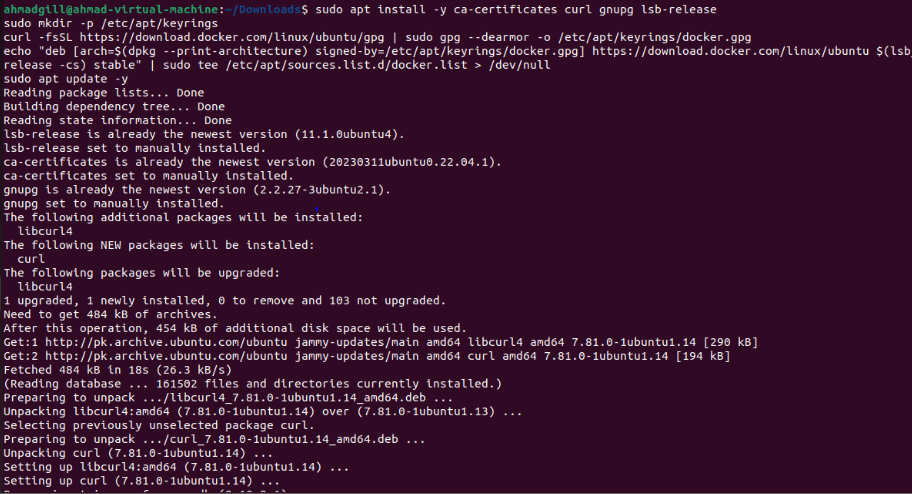 ahmadgill@ahmad-virtual-machine:~/Downloads$ sudo apt install -y ca-certificates curl gnupg lsb-release
sudo mkdir -p /etc/apt/keyrings
curl -fsSL https://download.docker.com/linux/ubuntu/gpg | sudo gpg --dearmor -o /etc/apt/keyrings/docker.gpg
echo "deb [arch=$(dpkg --print-architecture) signed-by=/etc/apt/keyrings/docker.gpg] https://download.docker.com/linux/ubuntu $(lsb_
release -cs) stable" | sudo tee /etc/apt/sources.list.d/docker.list > /dev/null
sudo apt update -y
Reading package lists... Done
Building dependency tree... Done
Reading state information... Done
lsb-release is already the newest version (11.1.0ubuntu4).
lsb-release set to manually installed.
ca-certificates is already the newest version (20230311ubuntu0.22.04.1).
ca-certificates set to manually installed.
gnupg is already the newest version (2.2.27-3ubuntu2.1).
gnupg set to manually installed.
The following additional packages will be installed:
  libcurl4
The following NEW packages will be installed:
  curl
The following packages will be upgraded:
  libcurl4
1 upgraded, 1 newly installed, 0 to remove and 103 not upgraded.
Need to get 484 kB of archives.
After this operation, 454 kB of additional disk space will be used.
Get:1 http://pk.archive.ubuntu.com/ubuntu jammy-updates/main amd64 libcurl4 amd64 7.81.0-1ubuntu1.14 [290 kB]
Get:2 http://pk.archive.ubuntu.com/ubuntu jammy-updates/main amd64 curl amd64 7.81.0-1ubuntu1.14 [194 kB]
Fetched 484 kB in 18s (26.3 kB/s)
(Reading database ... 161502 files and directories currently installed.)
Preparing to unpack .../libcurl4_7.81.0-1ubuntu1.14_amd64.deb ...
Unpacking libcurl4:amd64 (7.81.0-1ubuntu1.14) over (7.81.0-1ubuntu1.13) ...
Selecting previously unselected package curl.
Preparing to unpack .../curl_7.81.0-1ubuntu1.14_amd64.deb ...
Unpacking curl (7.81.0-1ubuntu1.14) ...
Setting up libcurl4:amd64 (7.81.0-1ubuntu1.14) ...
Setting up curl (7.81.0-1ubuntu1.14) ...